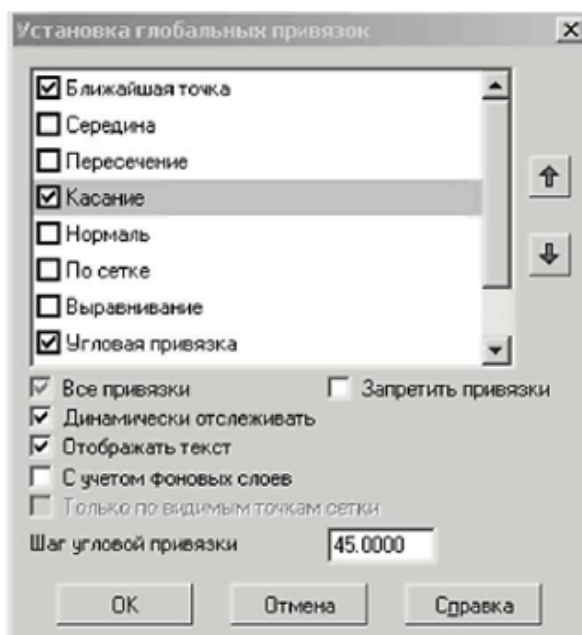 Установка глобальных привязок
Ближайшая точка
Середина
Пересечение
Касание
Нормаль
По сетке
Выравнивание
Угловая привязка
Все привязки Запретить привязки
Динамически отслеживать
Отображать текст
С учетом фоновых слоев
Только по видимым точкам сетки
Шаг угловой привязки 45.0000
OK Отмена Справка